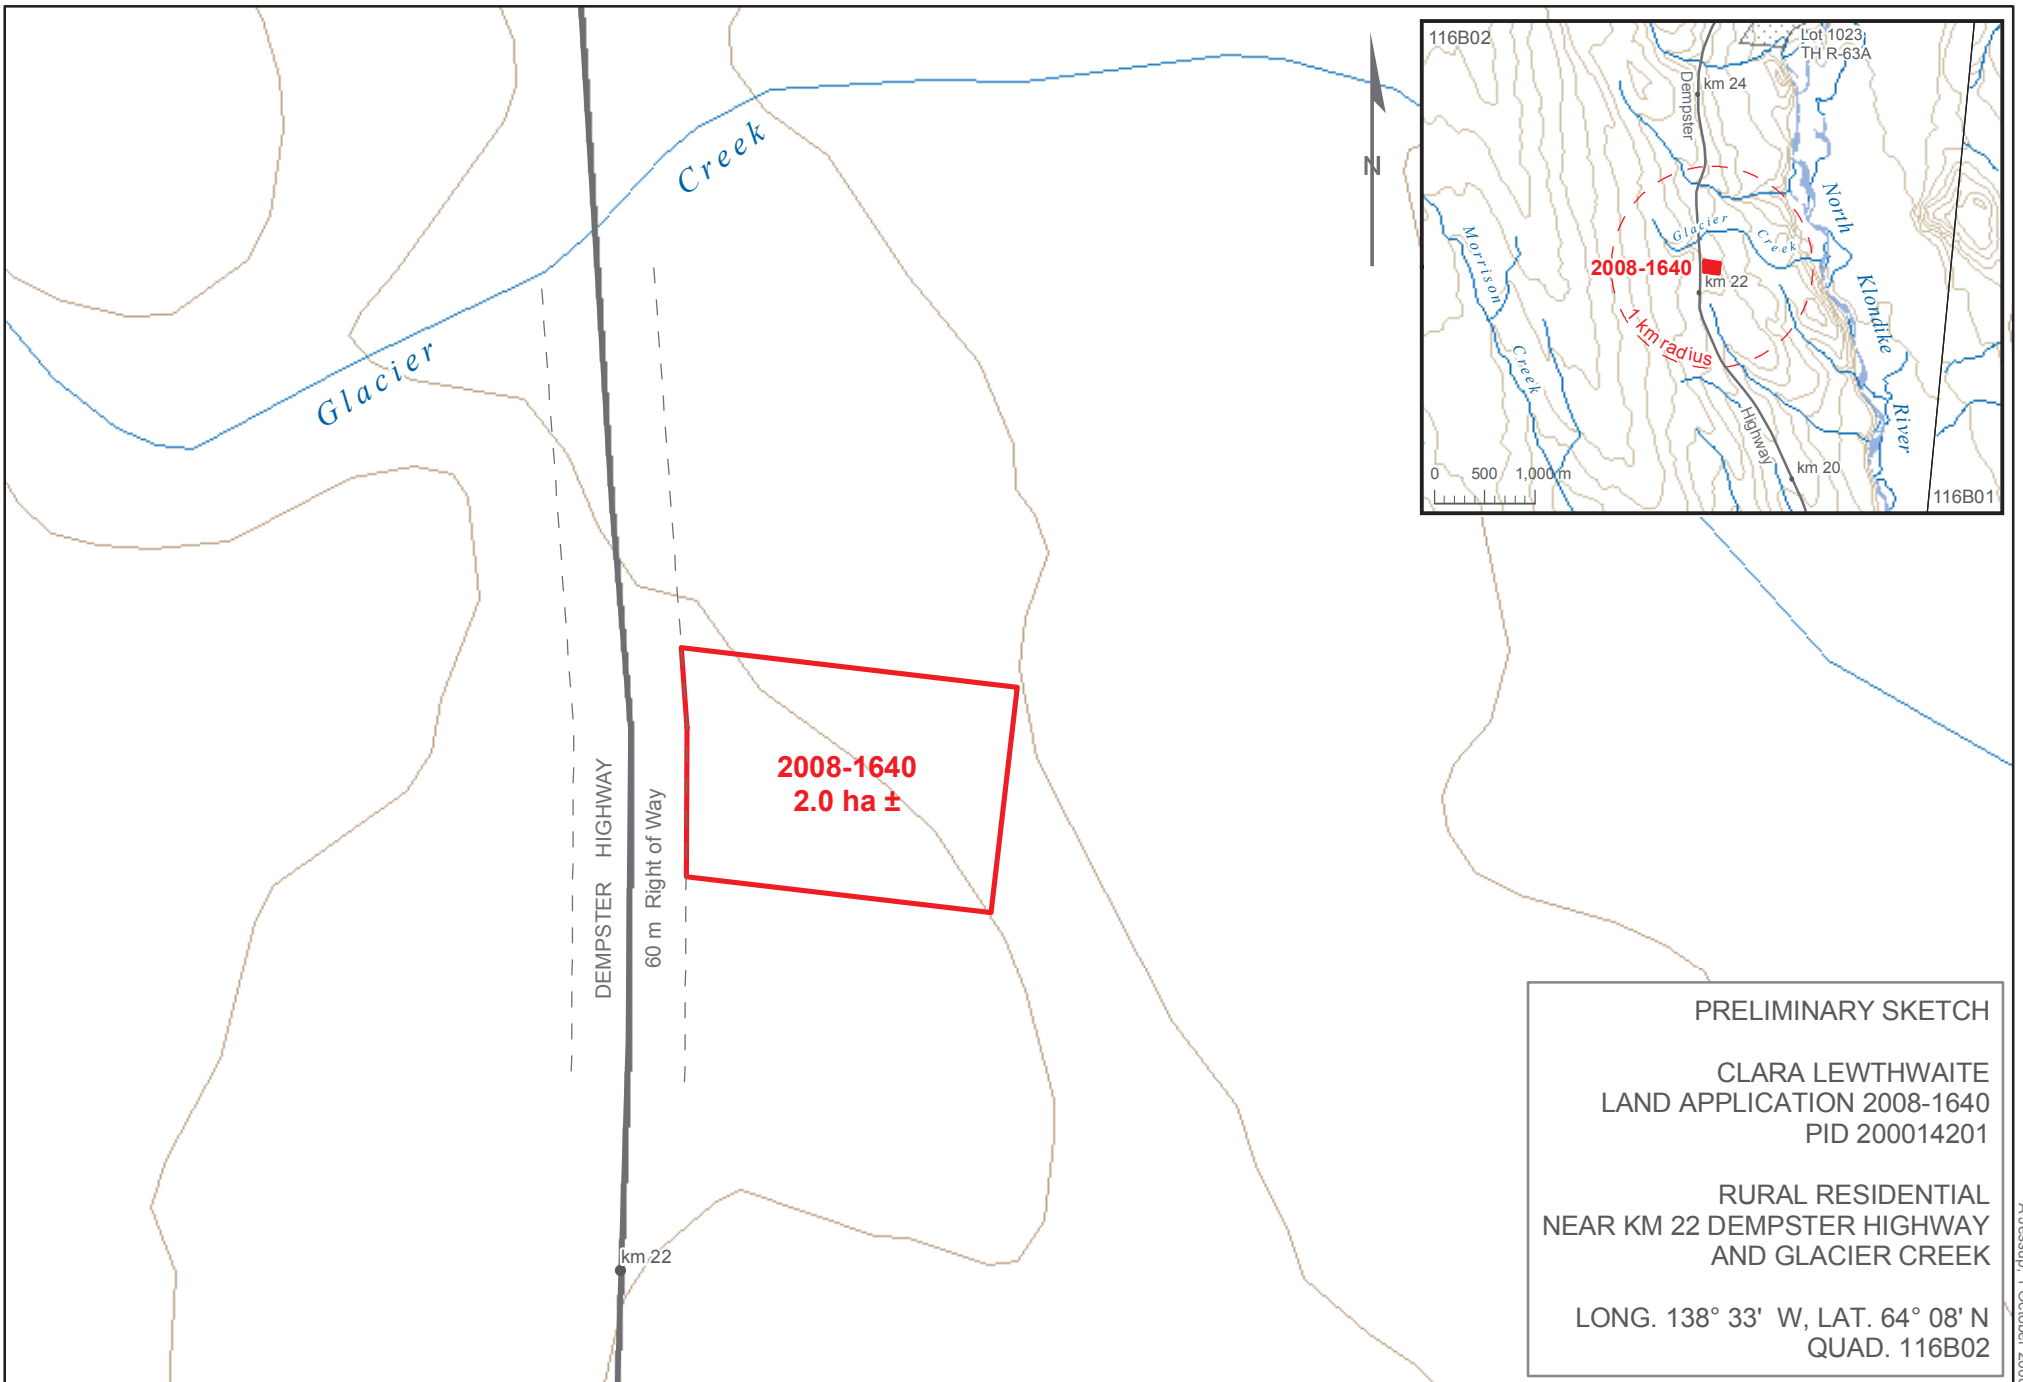 Glacier
Creek
N
DEMPSTER HIGHWAY
60 m Right of Way
2008-1640
2.0 ha ±
km 22
116B02
Lot 1023
TH R-63A
Dempster
km 24
North
Klondike
River
Morrison
Creek
Glacier
Creek
2008-1640
km 22
1 km radius
Highway
km 20
0 500 1,000 m
116B01
PRELIMINARY SKETCH
CLARA LEWTHWAITE
LAND APPLICATION 2008-1640
PID 200014201
RURAL RESIDENTIAL
NEAR KM 22 DEMPSTER HIGHWAY
AND GLACIER CREEK
LONG. 138° 33' W, LAT. 64° 08' N
QUAD. 116B02